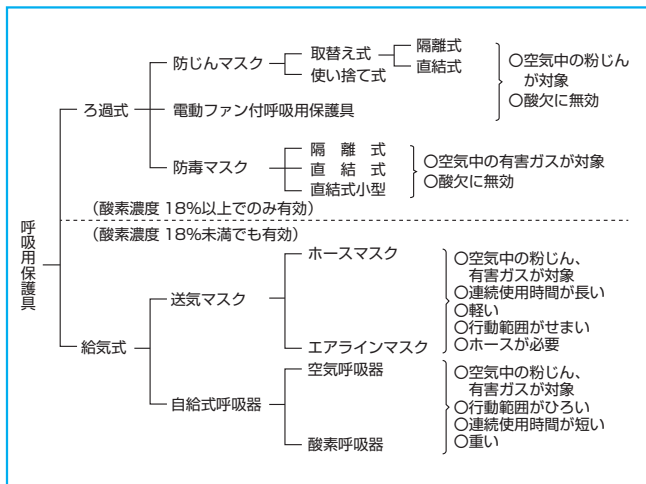 呼吸用保護具
ろ過式
防じんマスク
取替え式
隔離式
直結式
使い捨て式
電動ファン付呼吸用保護具
○空気中の粉じん
が対象
○酸欠に無効
防毒マスク
隔離式
直結式
直結式小型
○空気中の有害ガスが対象
○酸欠に無効
(酸素濃度 18%以上でのみ有効)
(酸素濃度 18%未満でも有効)
給気式
送気マスク
ホースマスク
エアラインマスク
○空気中の粉じん、
有害ガスが対象
○連続使用時間が長い
○軽い
○行動範囲がせまい
○ホースが必要
自給式呼吸器
空気呼吸器
酸素呼吸器
○空気中の粉じん、
有害ガスが対象
○行動範囲がひろい
○連続使用時間が短い
○重い